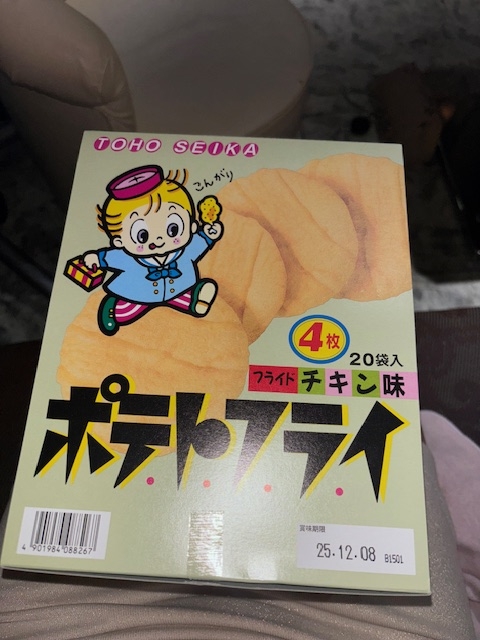 TOHO SEIKA
こんがり
4枚
20袋入
フライドチキン味
ポテトフライ
賞味期限
25.12.08 B1501
4 901984 088267